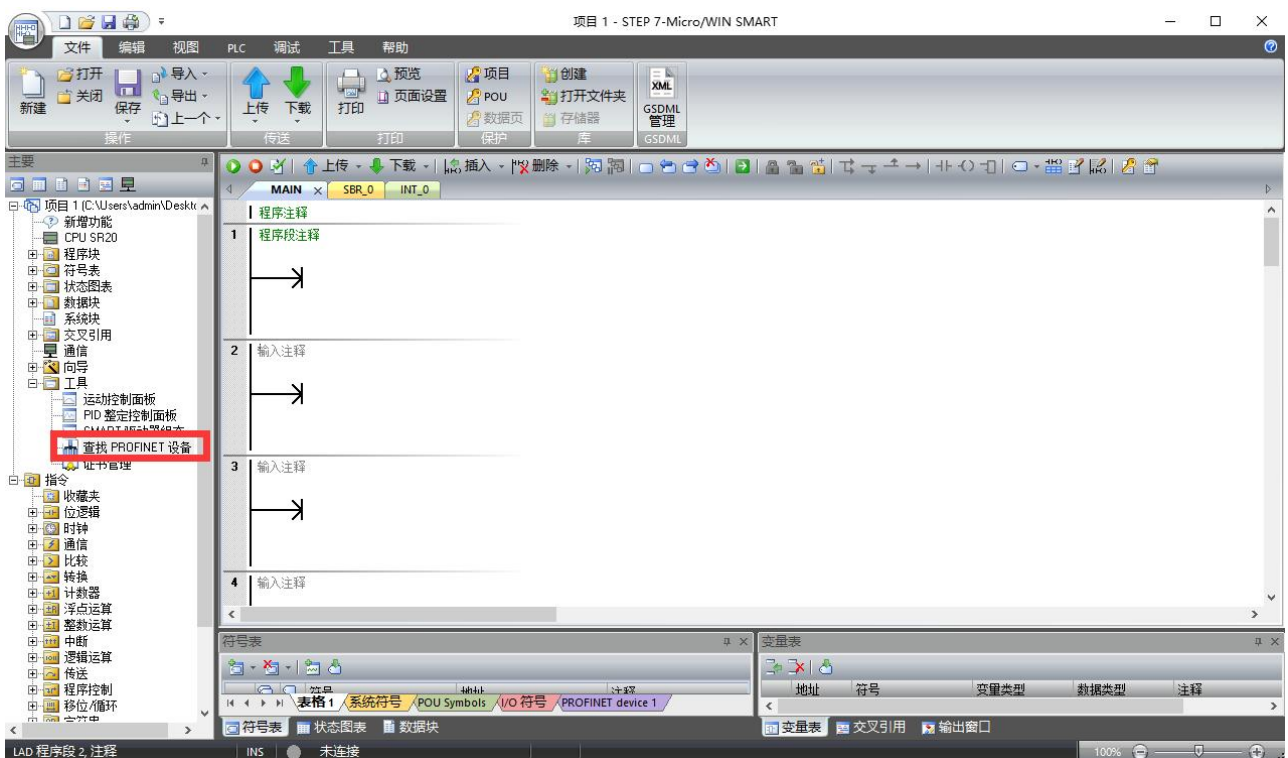 项目 1 - STEP 7-Micro/WIN SMART
文件 编辑 视图 PLC 调试 工具 帮助
新建 打开 关闭 保存 导入 导出 上一个
上传 下载
打印 预览 页面设置
项目 POU 数据页
创建 打开文件夹 存储器
XML GSDML 管理
操作 传送 打印 保护 库 GSDML
主要
上传 下载 插入 删除
MAIN SBR_0 INT_0
项目 1 (C:\Users\admin\Deskt
新增功能
CPU SR20
程序块
符号表
状态图表
数据块
系统块
交叉引用
通信
向导
工具
运动控制面板
PID 整定控制面板
查找 PROFINET 设备
证书管理
指令
收藏夹
位逻辑
时钟
通信
比较
转换
计数器
浮点运算
整数运算
中断
逻辑运算
传送
程序控制
移位/循环
字符串
程序注释
1 程序段注释
2 输入注释
3 输入注释
4 输入注释
符号表
符号 地址 注释
表格 1 系统符号 POU Symbols I/O 符号 PROFINET device 1
符号表 状态图表 数据块
变量表
地址 符号 变量类型 数据类型 注释
变量表 交叉引用 输出窗口
LAD 程序段 2, 注释 INS 未连接 100%